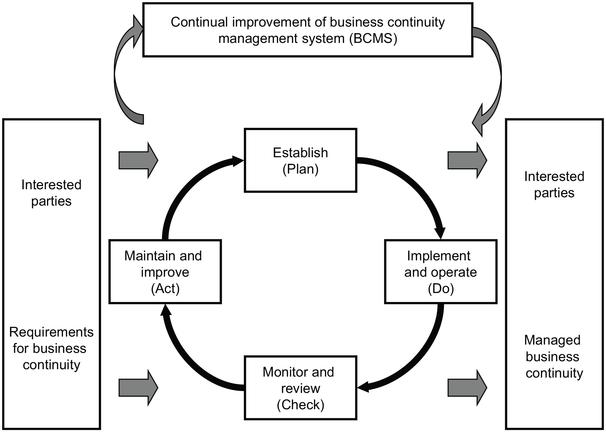 Continual improvement of business continuity
management system (BCMS)
Establish
(Plan)
Interested
parties
Interested
parties
Maintain and
improve
(Act)
Implement
and operate
(Do)
Requirements
for business
continuity
Managed
business
continuity
Monitor and
review
(Check)